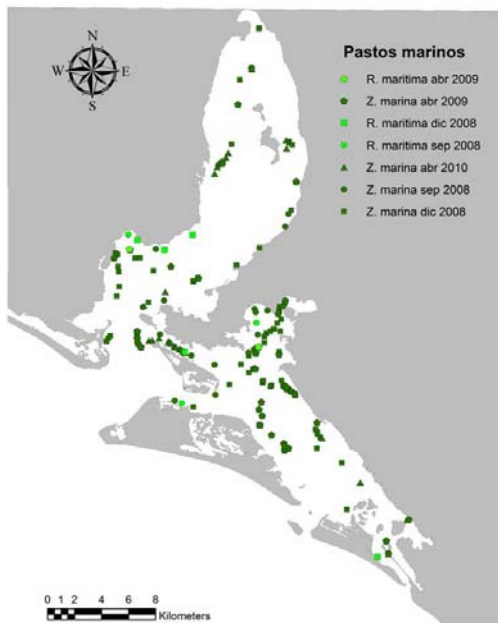 N
W E
S
Pastos marinos
R. maritima abr 2009
Z. marina abr 2009
R. maritima dic 2008
R. maritima sep 2008
Z. marina abr 2010
Z. marina sep 2008
Z. marina dic 2008
0 1 2 4 6 8
Kilometers